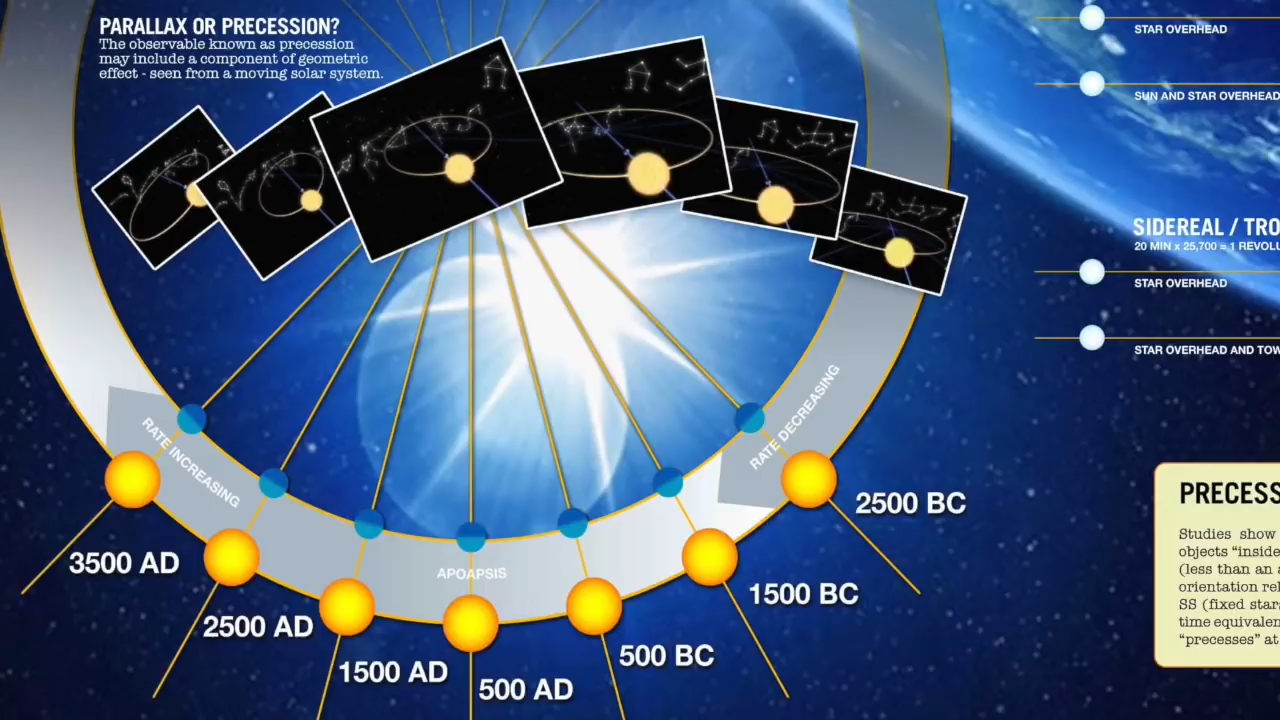 PARALLAX OR PRECESSION?
The observable known as precession
may include a component of geometric
effect - seen from a moving solar system.
STAR OVERHEAD
SUN AND STAR OVERHEAD
SIDEREAL / TRO
20 MIN x 25,700 = 1 REVOLU
STAR OVERHEAD
STAR OVERHEAD AND TOW
RATE INCREASING
RATE DECREASING
APOAPSIS
3500 AD
2500 AD
1500 AD
500 AD
500 BC
1500 BC
2500 BC
PRECESS
Studies show
objects “inside
(less than an a
orientation rel
SS (fixed stars
time equivalen
“precesses” at